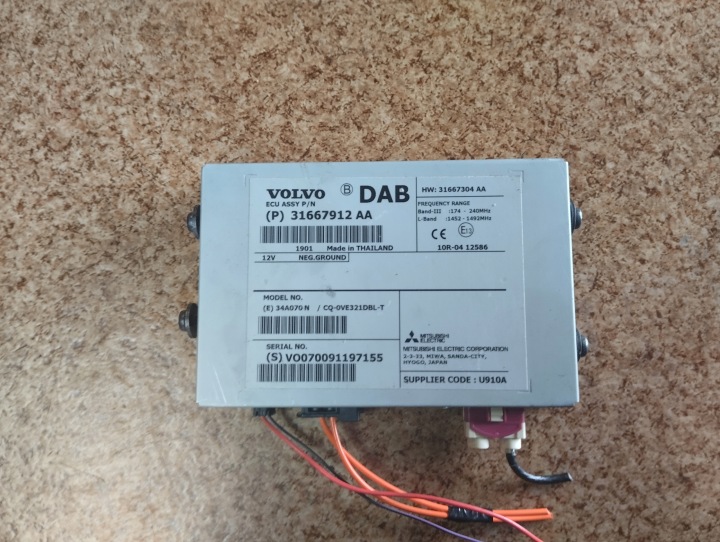 VOLVO Ⓑ DAB
ECU ASSY P/N
(P) 31667912 AA
1901 Made in THAILAND
12V NEG.GROUND
HW: 31667304 AA
FREQUENCY RANGE
Band-III :174 - 240MHz
L-Band :1452 - 1492MHz
CE E13
10R-04 12586
MODEL NO.
(E) 34A070 N / CQ-0VE321DBL-T
SERIAL NO.
(S) VO070091197155
MITSUBISHI
ELECTRIC
MITSUBISHI ELECTRIC CORPORATION
2-3-33, MIWA, SANDA-CITY,
HYOGO, JAPAN
SUPPLIER CODE : U910A